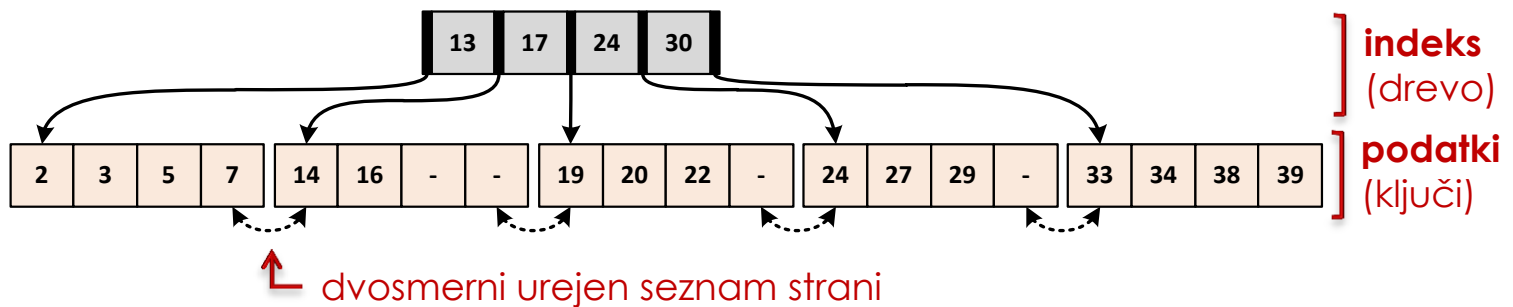 13 17 24 30
indeks
(drevo)
2 3 5 7 14 16 - - 19 20 22 - 24 27 29 - 33 34 38 39
podatki
(ključi)
dvosmerni urejen seznam strani